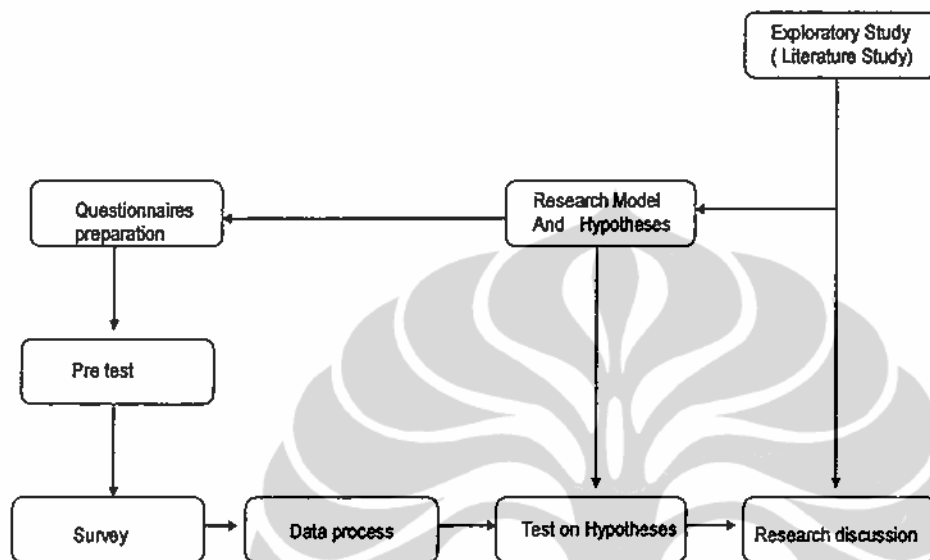 Exploratory Study
( Literature Study)
Research Model
And Hypotheses
Questionnaires
preparation
Pre test
Survey
Data process
Test on Hypotheses
Research discussion